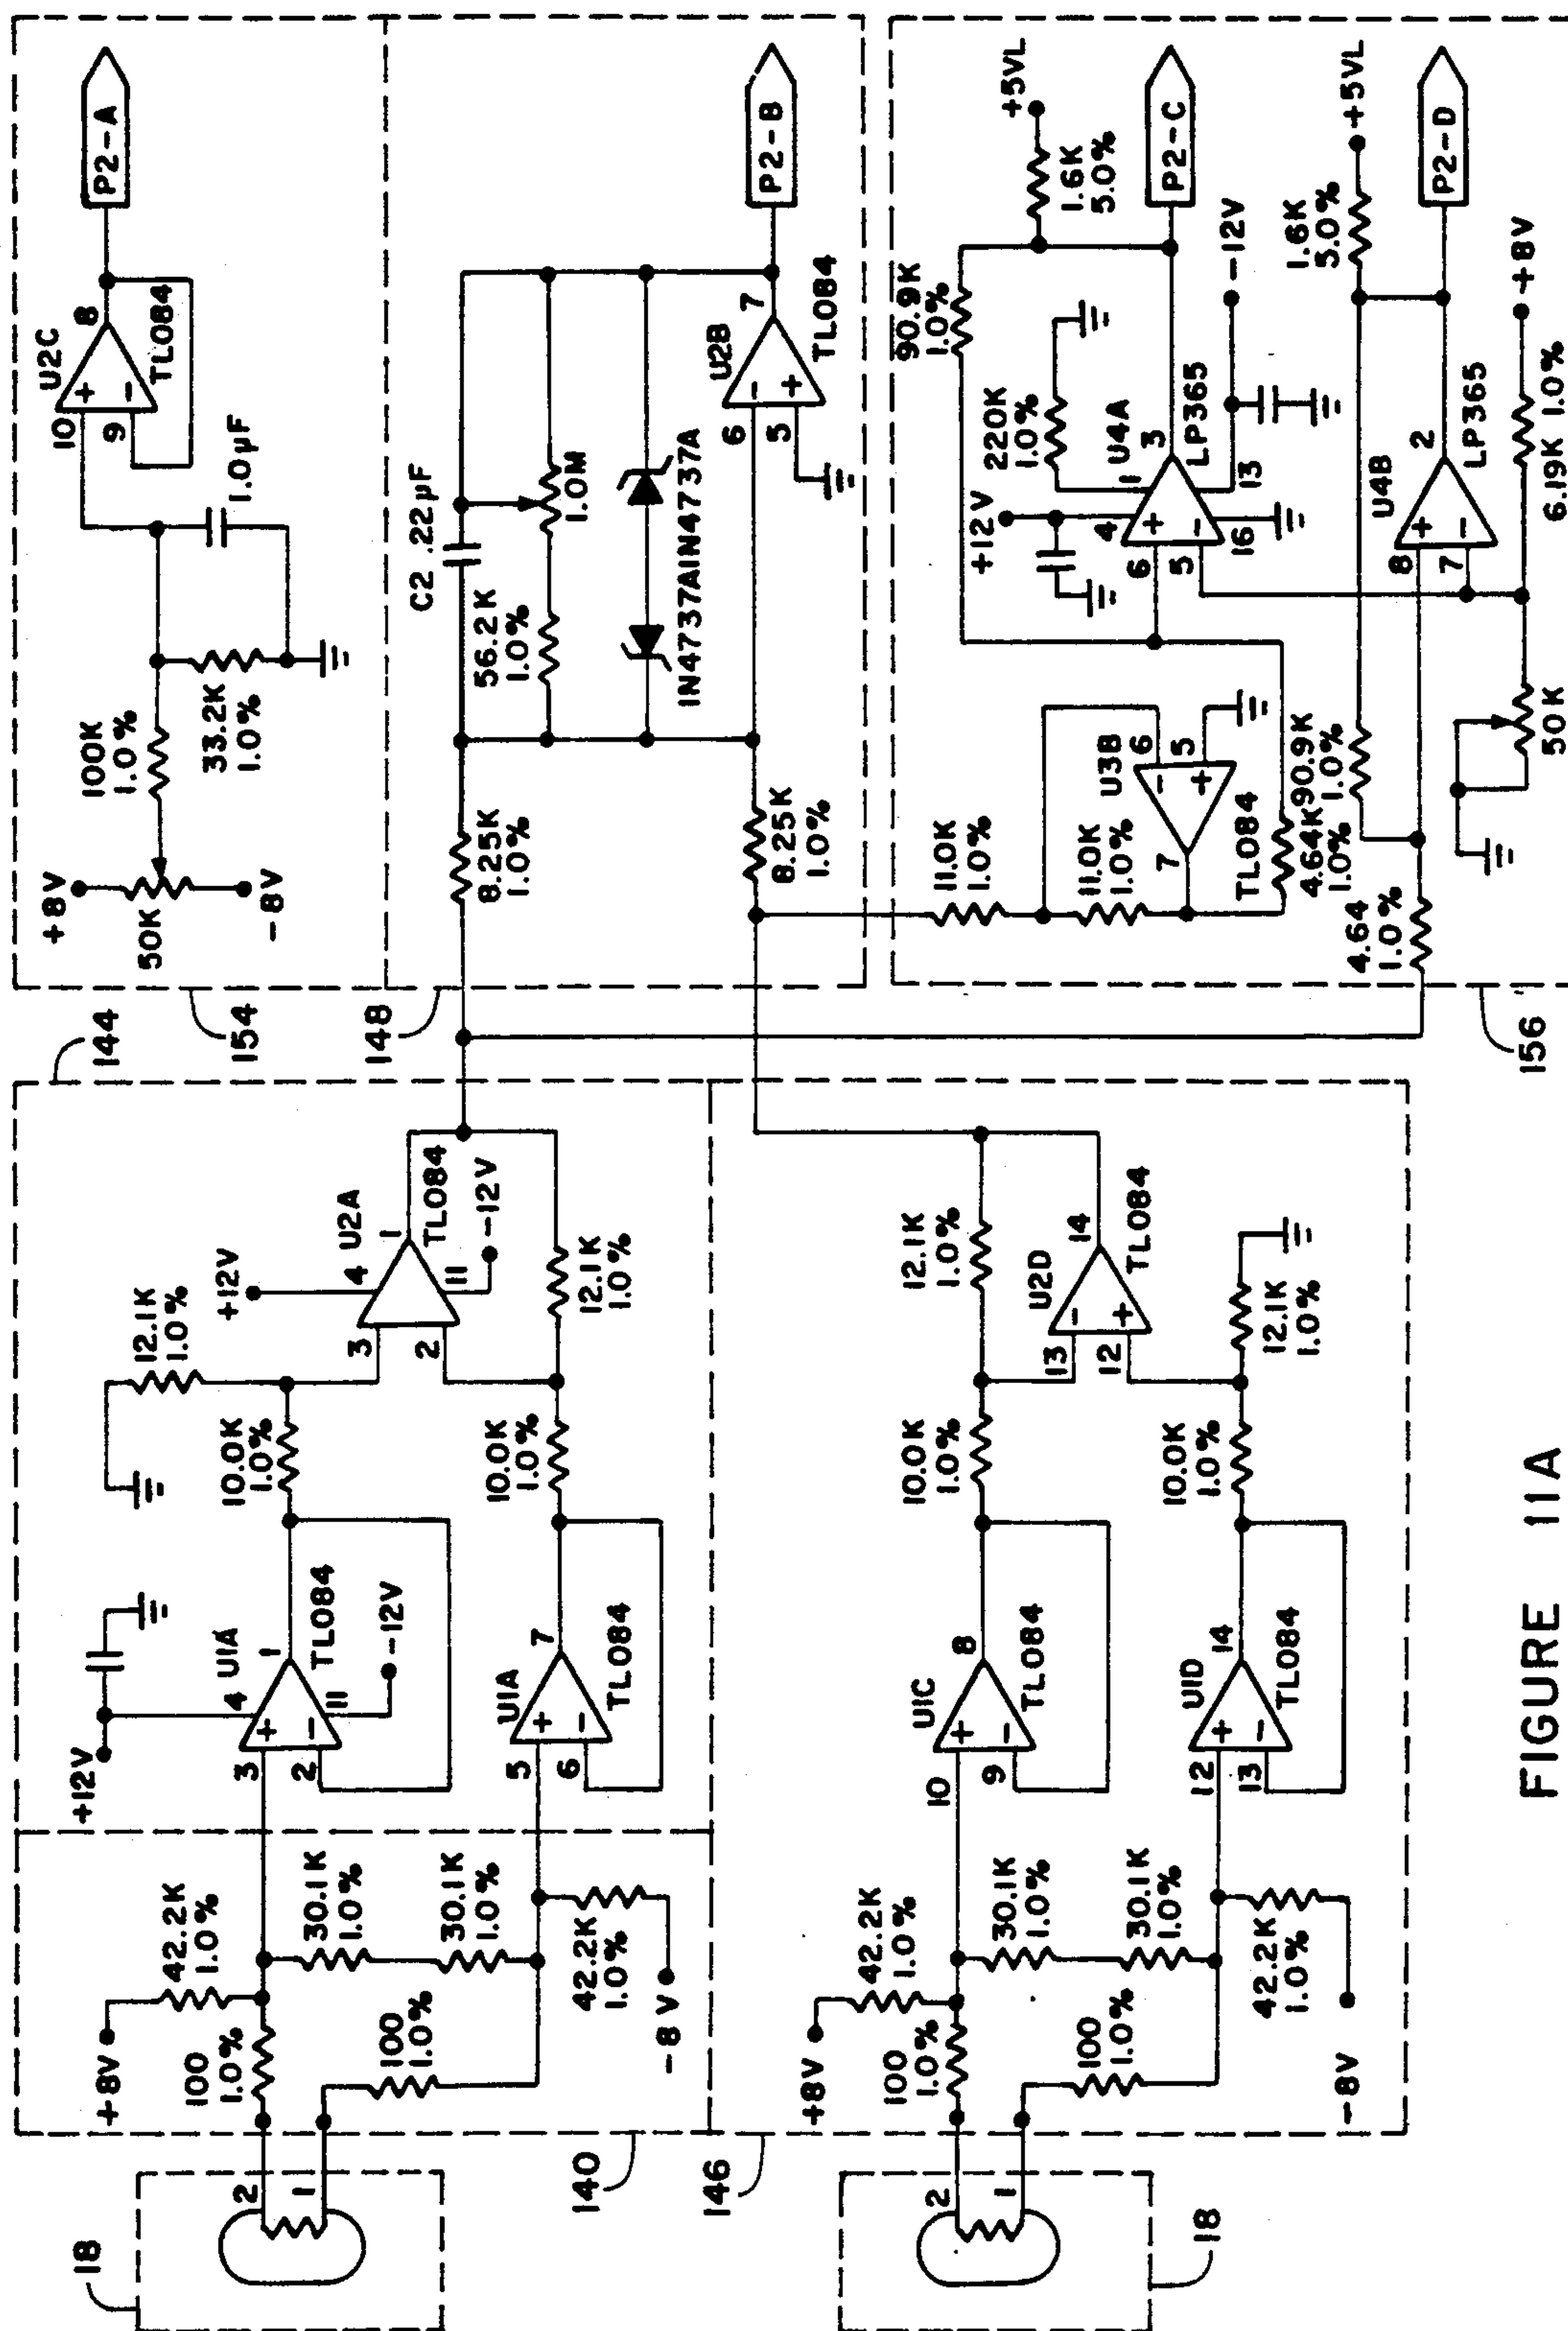 +8V
50K
-8V
100K
1.0%
33.2K
1.0%
1.0µF
U2C
10
+
9
-
8
TL084
P2-A
144
154
148
C2 .22µF
56.2K
1.0%
1.0M
1N4737A1N4737A
8.25K
1.0%
8.25K
1.0%
U2B
6
-
5
+
7
TL084
P2-B
11.0K
1.0%
11.0K
1.0%
U3B
-
6
+
5
7
TL084
4.64K
1.0%
90.9K
1.0%
4.64
1.0%
90.9K
1.0%
220K
1.0%
+12V
U4A
4
1
6
+
5
-
16
13
3
LP365
-12V
+5VL
1.6K
5.0%
P2-C
1.6K
5.0%
+5VL
U4B
8
+
7
-
2
LP365
P2-D
50K
6.19K 1.0%
+8V
156
+12V
U1A
4
3
+
2
-
1
11
TL084
-12V
10.0K
1.0%
12.1K
1.0%
+12V
U2A
4
3
2
1
11
TL084
-12V
12.1K
1.0%
10.0K
1.0%
U1A
5
+
6
-
7
TL084
+8V
42.2K
1.0%
100
1.0%
30.1K
1.0%
30.1K
1.0%
100
1.0%
42.2K
1.0%
-8V
18
2
1
140
146
+8V
42.2K
1.0%
100
1.0%
30.1K
1.0%
30.1K
1.0%
100
1.0%
42.2K
1.0%
-8V
2
1
18
U1C
10
+
9
-
8
TL084
10.0K
1.0%
12.1K
1.0%
U2D
13
-
12
+
14
TL084
U1D
12
+
13
-
14
TL084
10.0K
1.0%
12.1K
1.0%
FIGURE 11A